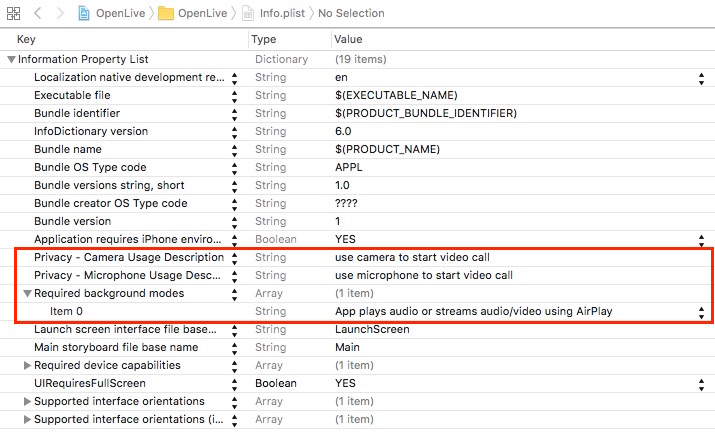 OpenLive OpenLive Info.plist No Selection
Key Type Value
Information Property List Dictionary (19 items)
Localization native development re... String en
Executable file String $(EXECUTABLE_NAME)
Bundle identifier String $(PRODUCT_BUNDLE_IDENTIFIER)
InfoDictionary version String 6.0
Bundle name String $(PRODUCT_NAME)
Bundle OS Type code String APPL
Bundle versions string, short String 1.0
Bundle creator OS Type code String ????
Bundle version String 1
Application requires iPhone enviro... Boolean YES
Privacy - Camera Usage Description String use camera to start video call
Privacy - Microphone Usage Desc... String use microphone to start video call
Required background modes Array (1 item)
Item 0 String App plays audio or streams audio/video using AirPlay
Launch screen interface file base... String LaunchScreen
Main storyboard file base name String Main
Required device capabilities Array (1 item)
UIRequiresFullScreen Boolean YES
Supported interface orientations Array (1 item)
Supported interface orientations (i... Array (1 item)